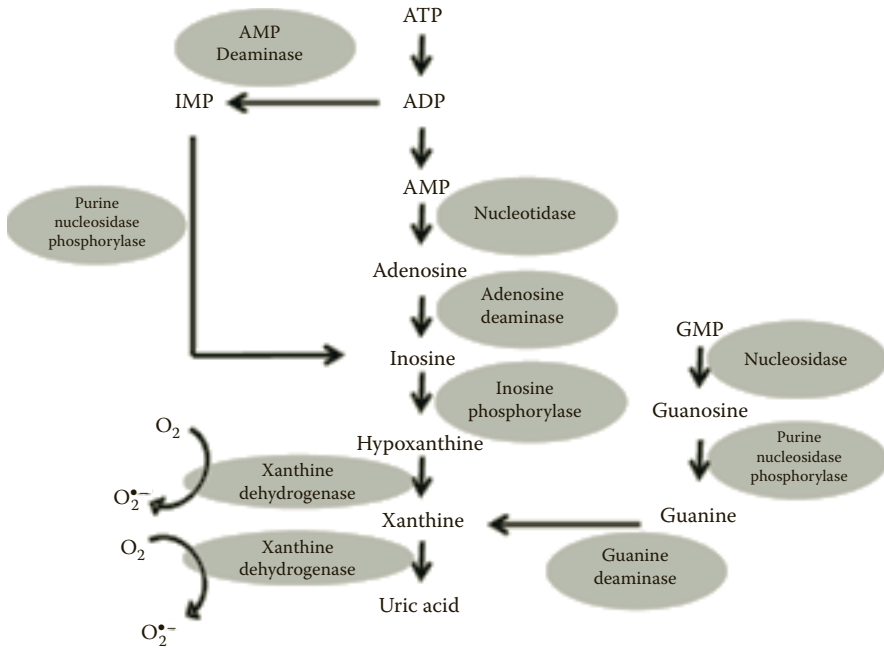 AMP
Deaminase
ATP
IMP
ADP
Purine
nucleosidase
phosphorylase
AMP
Nucleotidase
Adenosine
Adenosine
deaminase
GMP
Nucleosidase
Inosine
Inosine
phosphorylase
Guanosine
O₂
Hypoxanthine
Purine
nucleosidase
phosphorylase
Xanthine
dehydrogenase
O₂•−
Xanthine
Guanine
O₂
Xanthine
dehydrogenase
Guanine
deaminase
Uric acid
O₂•−